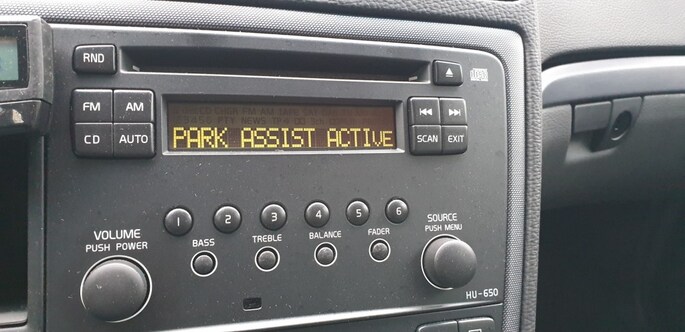 RND
FM
AM
CD
AUTO
PARK ASSIST ACTIVE
SCAN
EXIT
1
2
3
4
5
6
VOLUME
PUSH POWER
BASS
TREBLE
BALANCE
FADER
SOURCE
PUSH MENU
HU-650